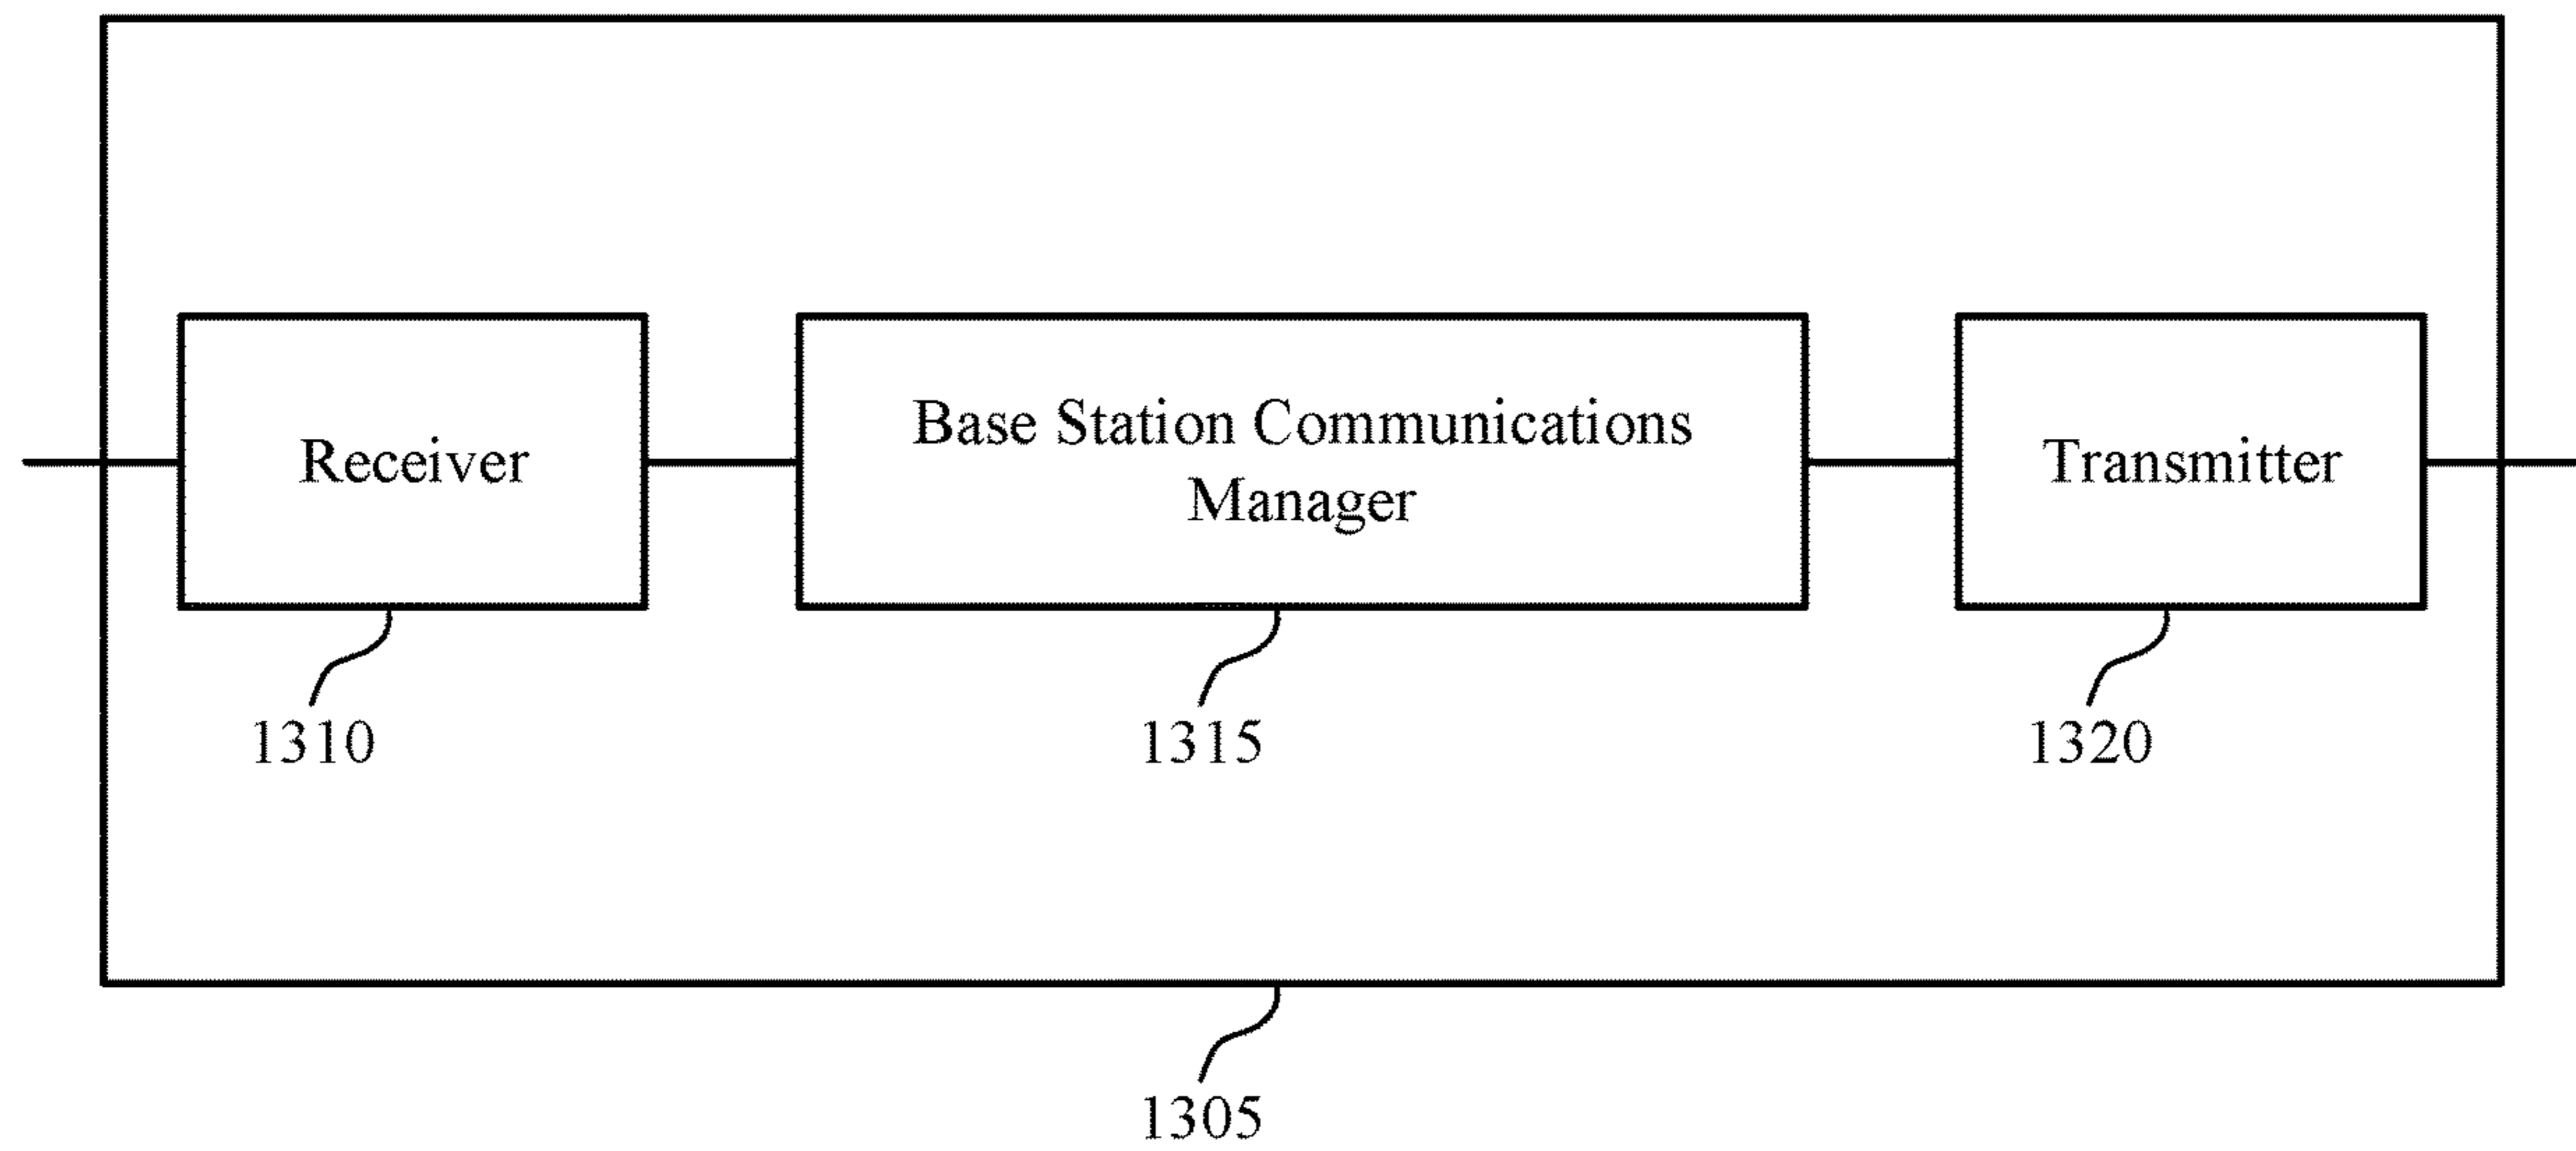 Receiver
Base Station Communications
Manager
Transmitter
1310
1315
1320
1305